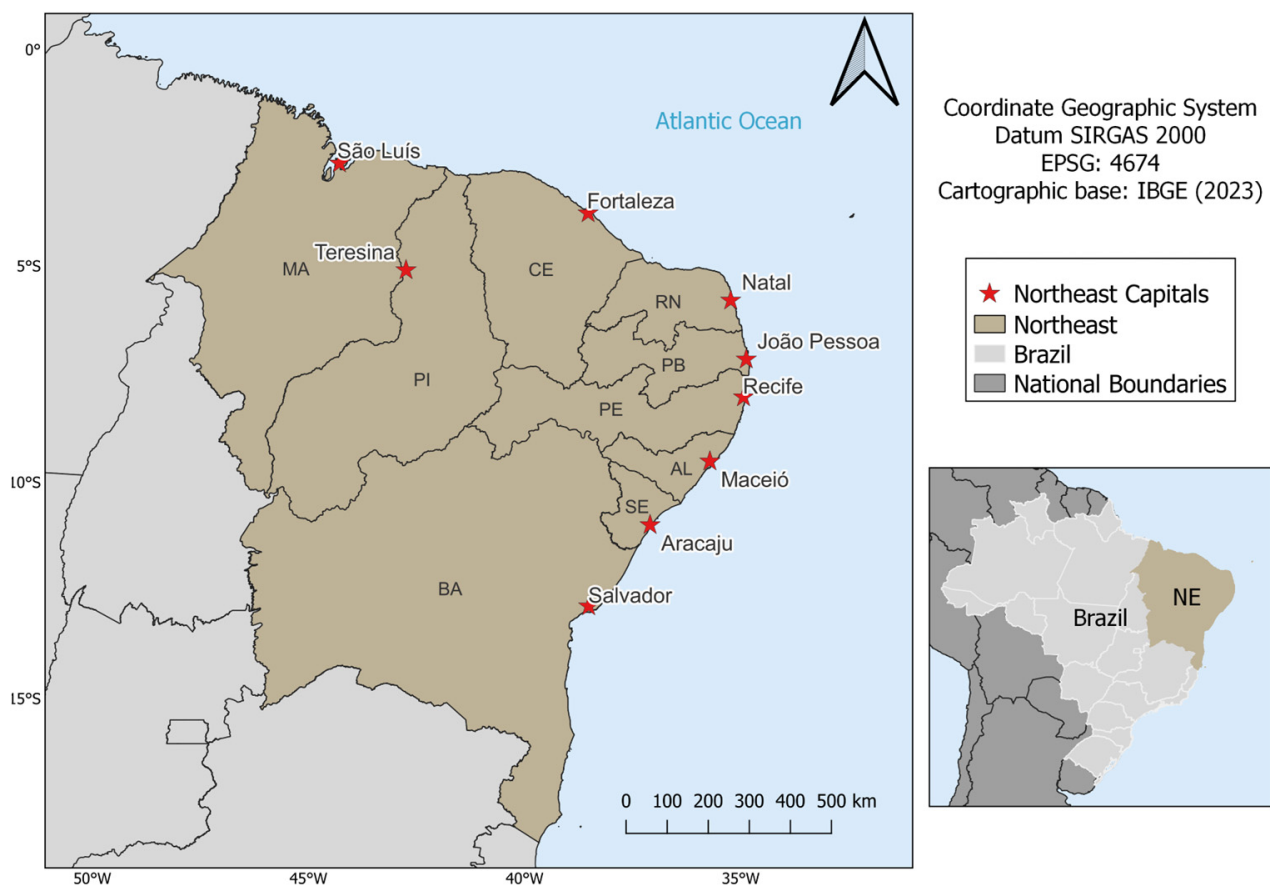 0°
5°S
10°S
15°S
50°W
45°W
40°W
35°W
Atlantic Ocean
São Luís
Fortaleza
Teresina
MA
CE
Natal
RN
João Pessoa
PB
PI
Recife
PE
AL
Maceió
SE
Aracaju
BA
Salvador
0 100 200 300 400 500 km
Coordinate Geographic System
Datum SIRGAS 2000
EPSG: 4674
Cartographic base: IBGE (2023)
Northeast Capitals
Northeast
Brazil
National Boundaries
NE
Brazil